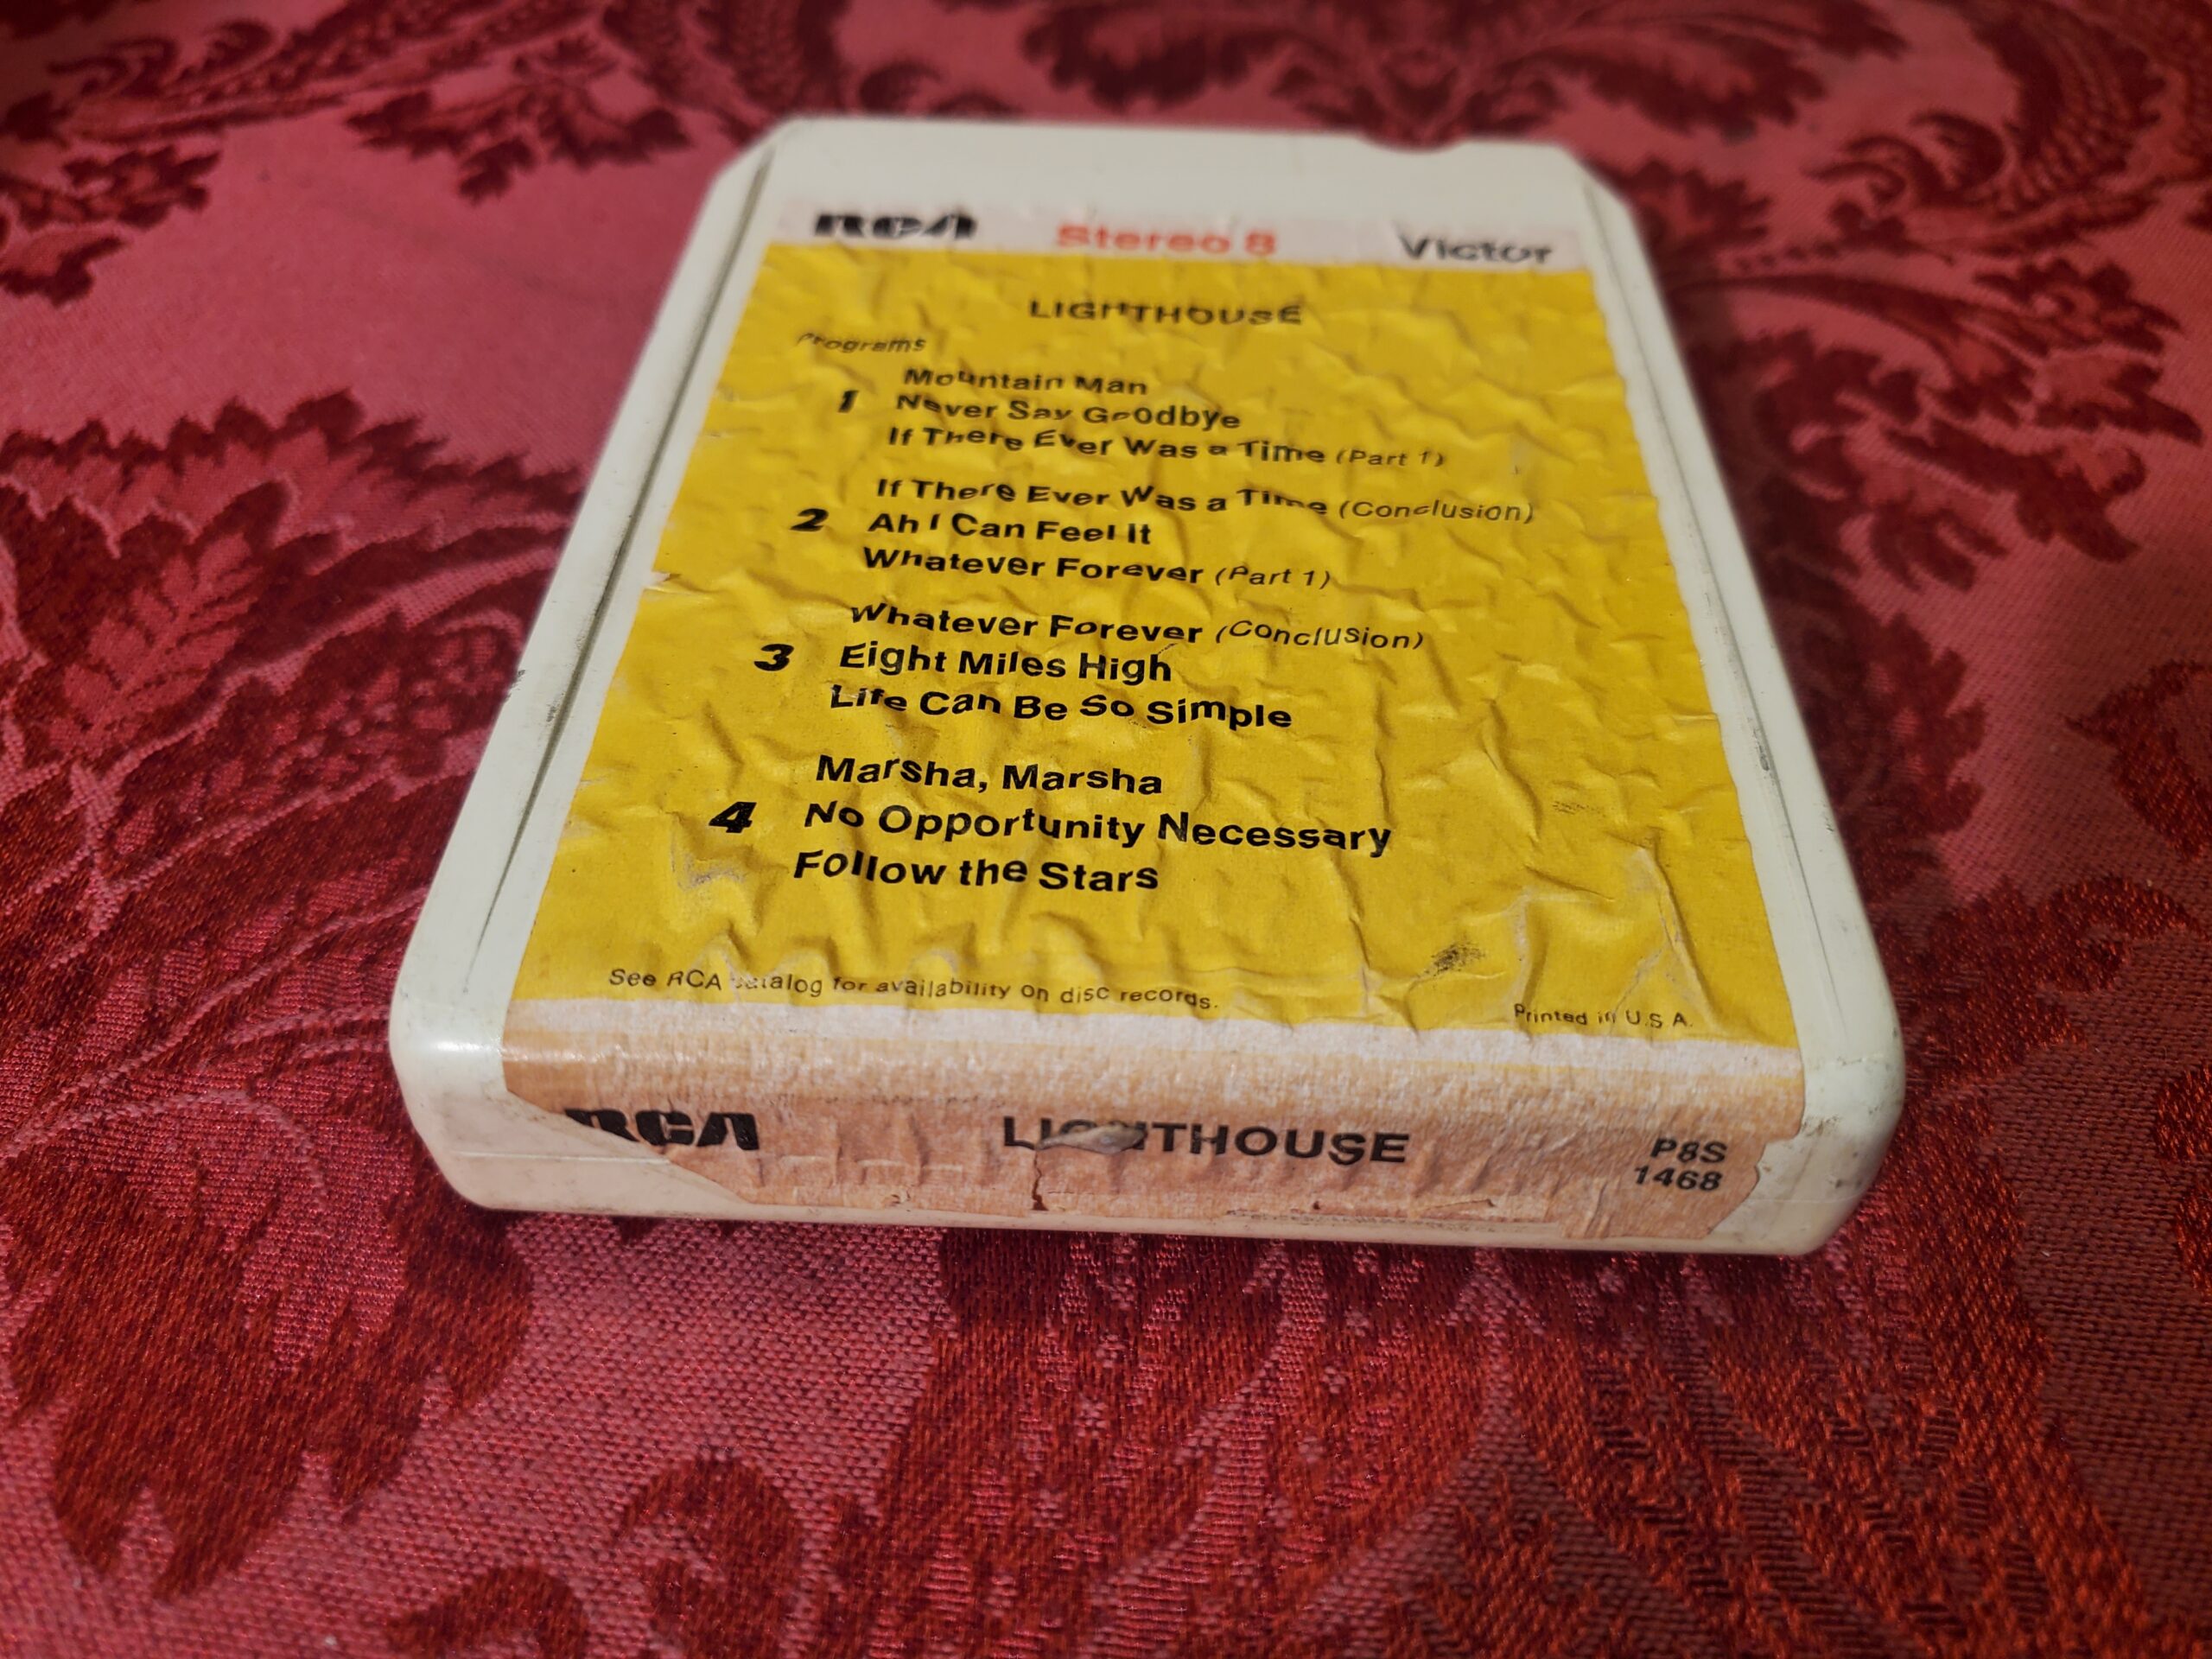 RCA Stereo 8 Victor
LIGHTHOUSE
Programs
Mountain Man
1 Never Say Goodbye
If There Ever Was a Time (Part 1)
If There Ever Was a Time (Conclusion)
2 Ah I Can Feel It
Whatever Forever (Part 1)
Whatever Forever (Conclusion)
3 Eight Miles High
Life Can Be So Simple
Marsha, Marsha
4 No Opportunity Necessary
Follow the Stars
See RCA catalog for availability on disc records.
Printed in U.S.A.
RCA LIGHTHOUSE P8S
1468